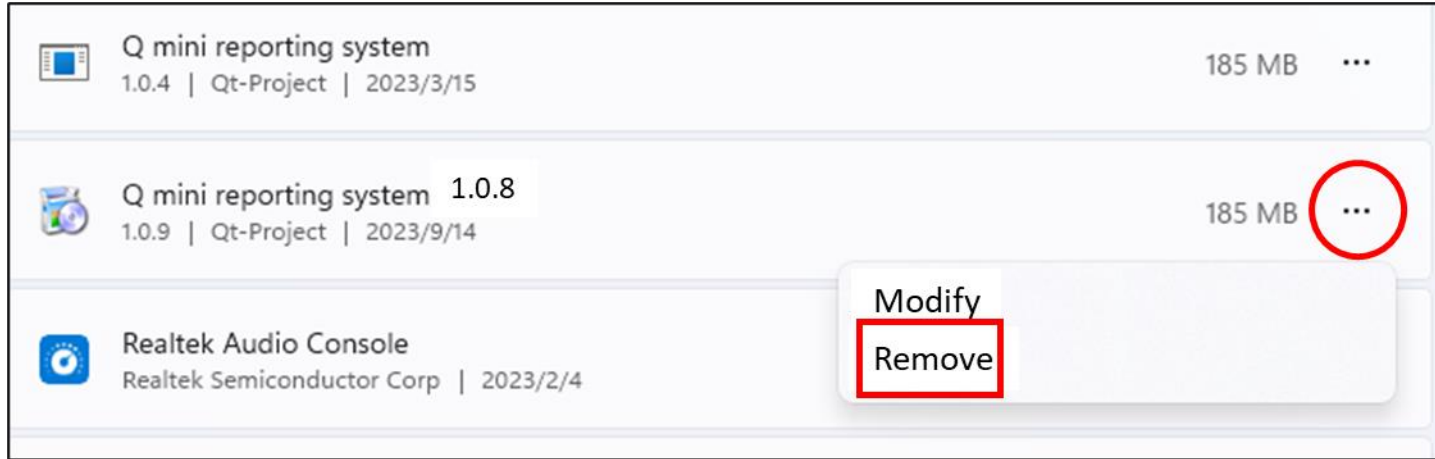 Q mini reporting system
1.0.4 | Qt-Project | 2023/3/15
185 MB
Q mini reporting system 1.0.8
1.0.9 | Qt-Project | 2023/9/14
185 MB
Modify
Remove
Realtek Audio Console
Realtek Semiconductor Corp | 2023/2/4